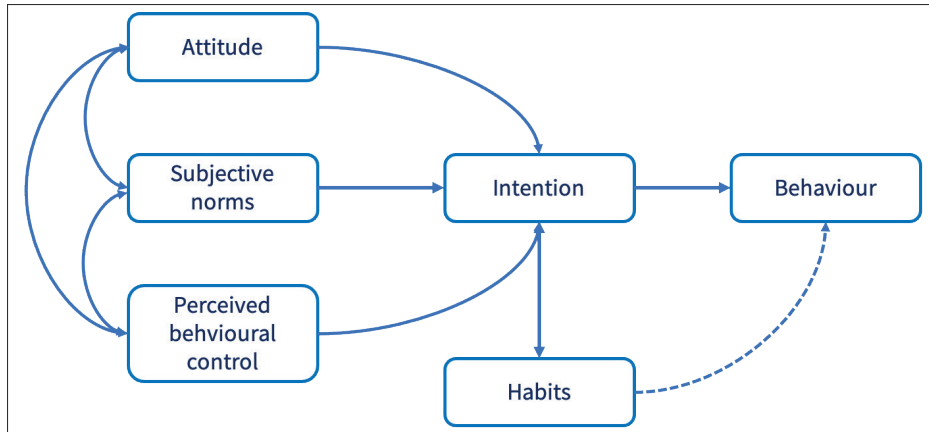 Attitude
Subjective
norms
Intention
Behaviour
Perceived
behvioural
control
Habits